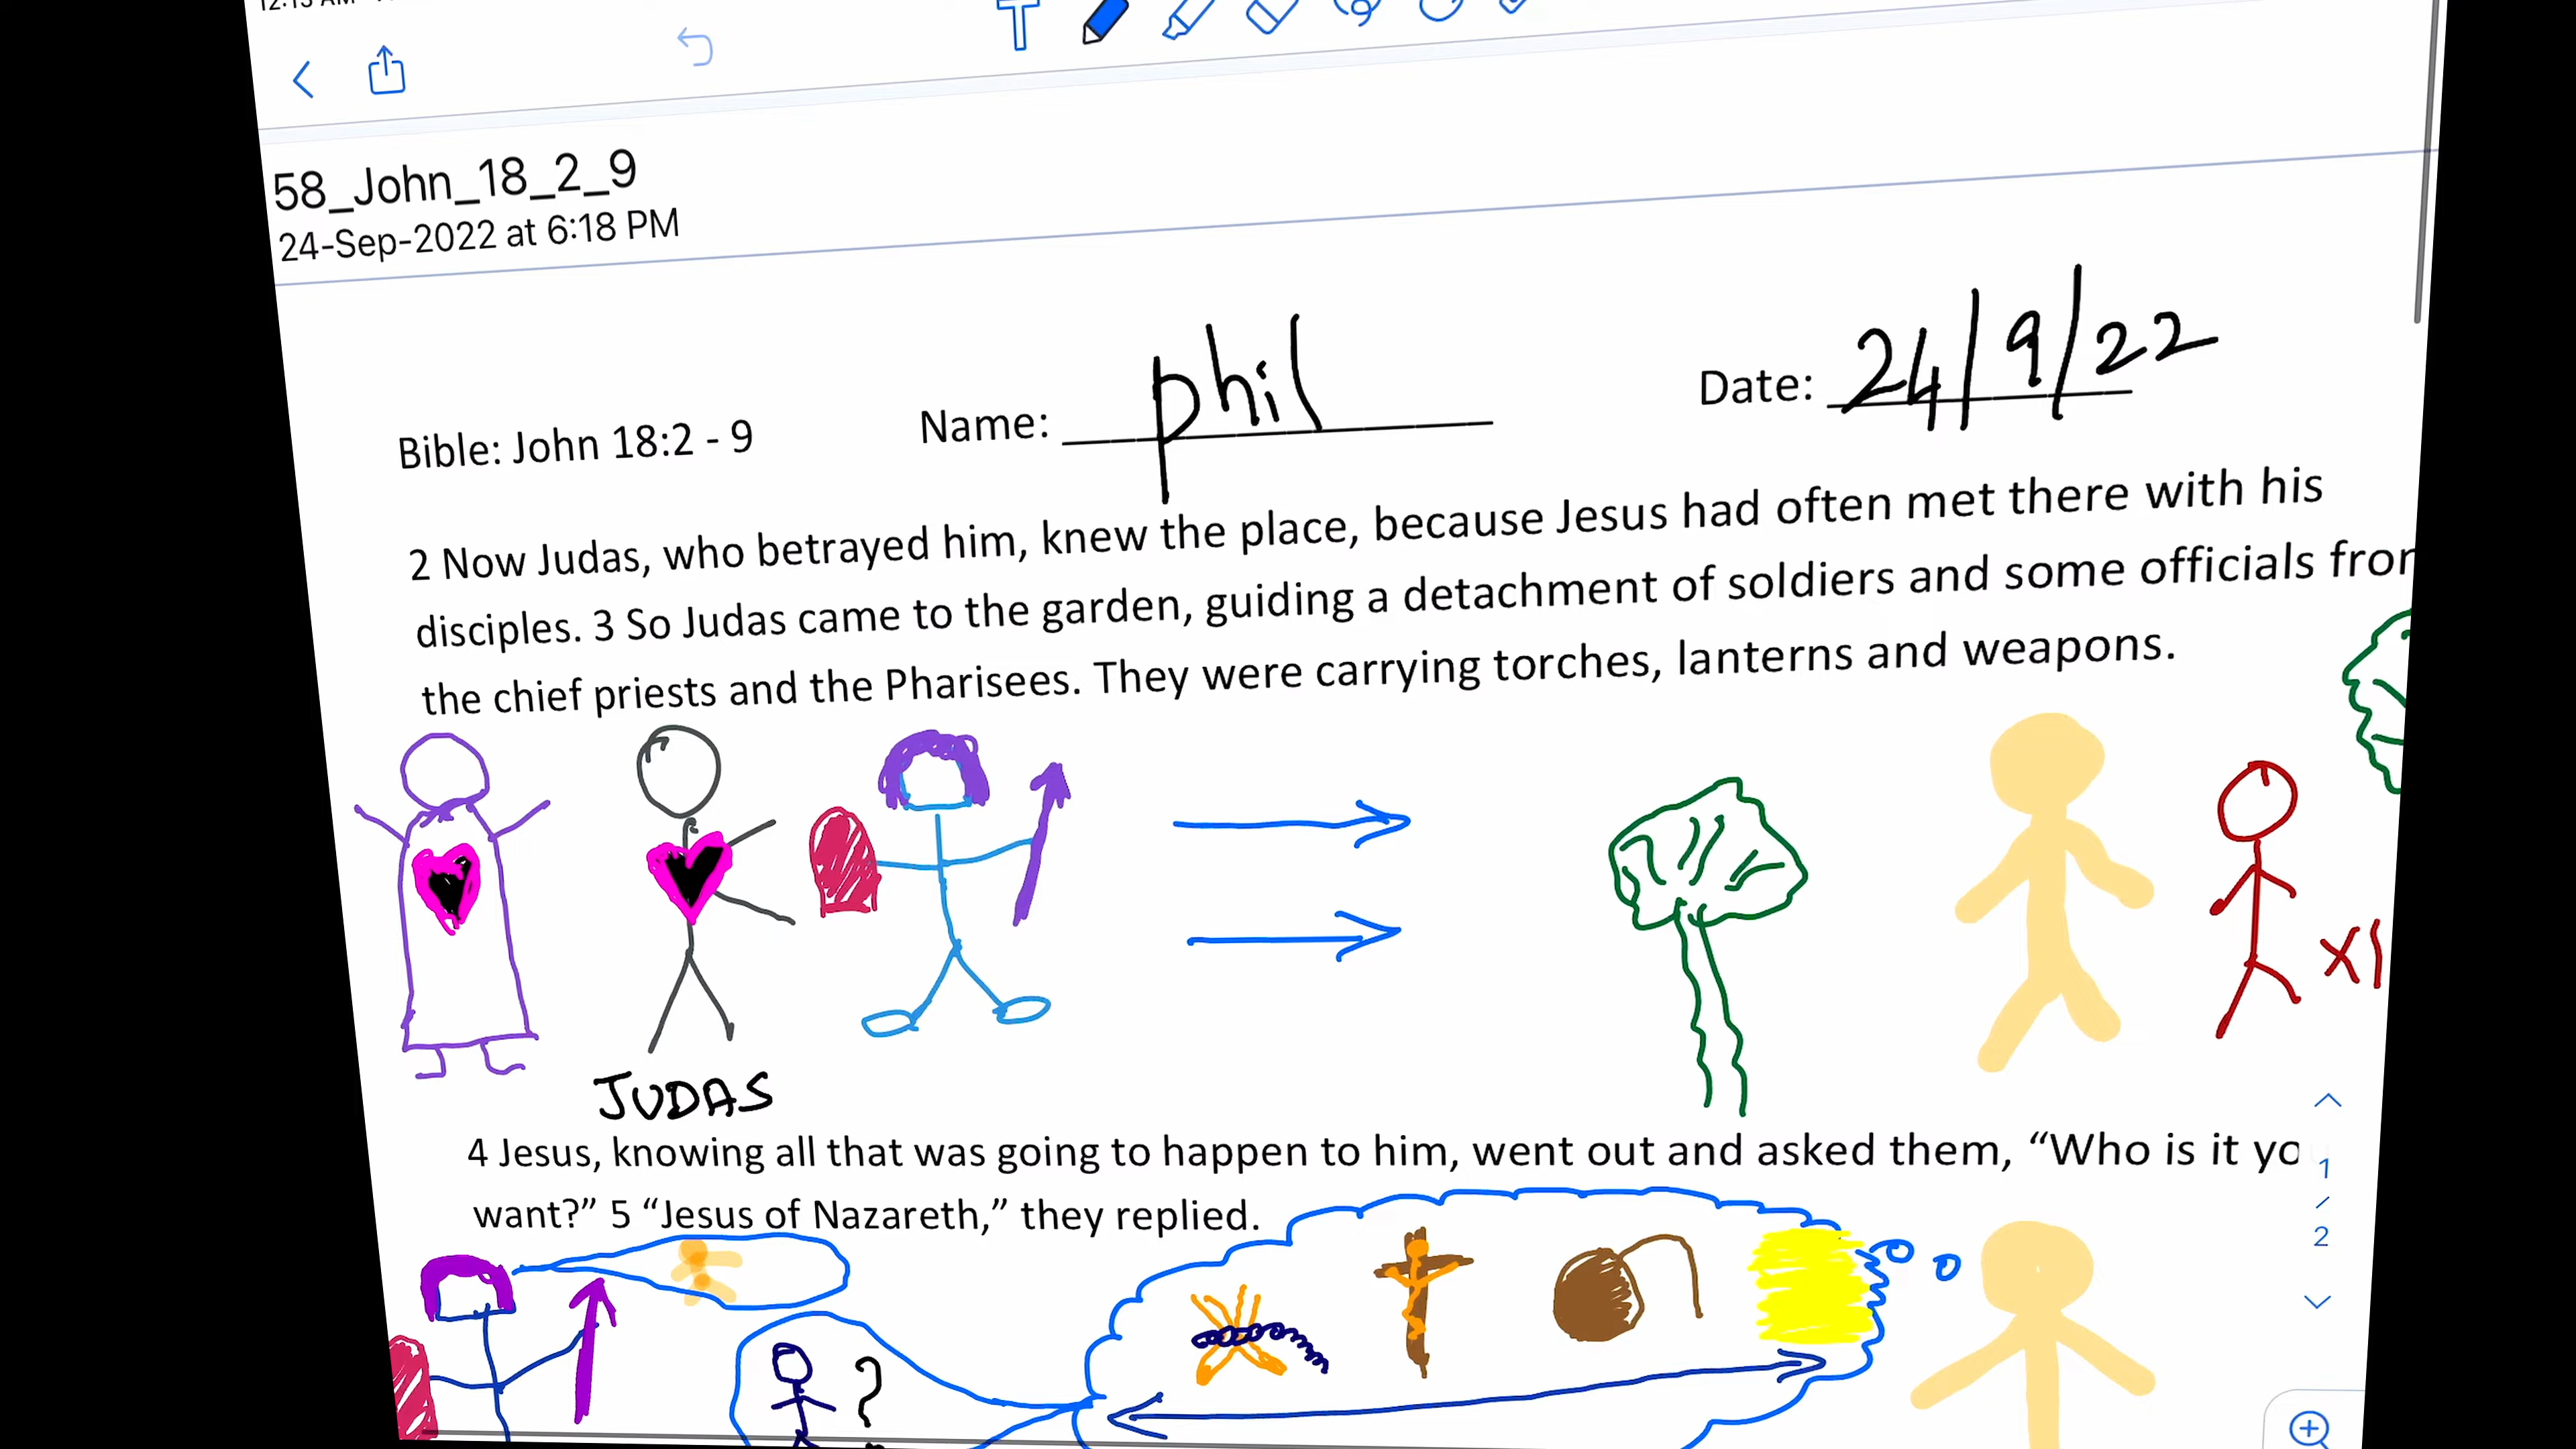 58_John_18_2_9
24-Sep-2022 at 6:18 PM
Bible: John 18:2 - 9 Name: phil Date: 24/9/22
2 Now Judas, who betrayed him, knew the place, because Jesus had often met there with his
disciples. 3 So Judas came to the garden, guiding a detachment of soldiers and some officials
the chief priests and the Pharisees. They were carrying torches, lanterns and weapons.
JUDAS
4 Jesus, knowing all that was going to happen to him, went out and asked them, “Who is it
want?” 5 “Jesus of Nazareth,” they replied.
?
1
/
2